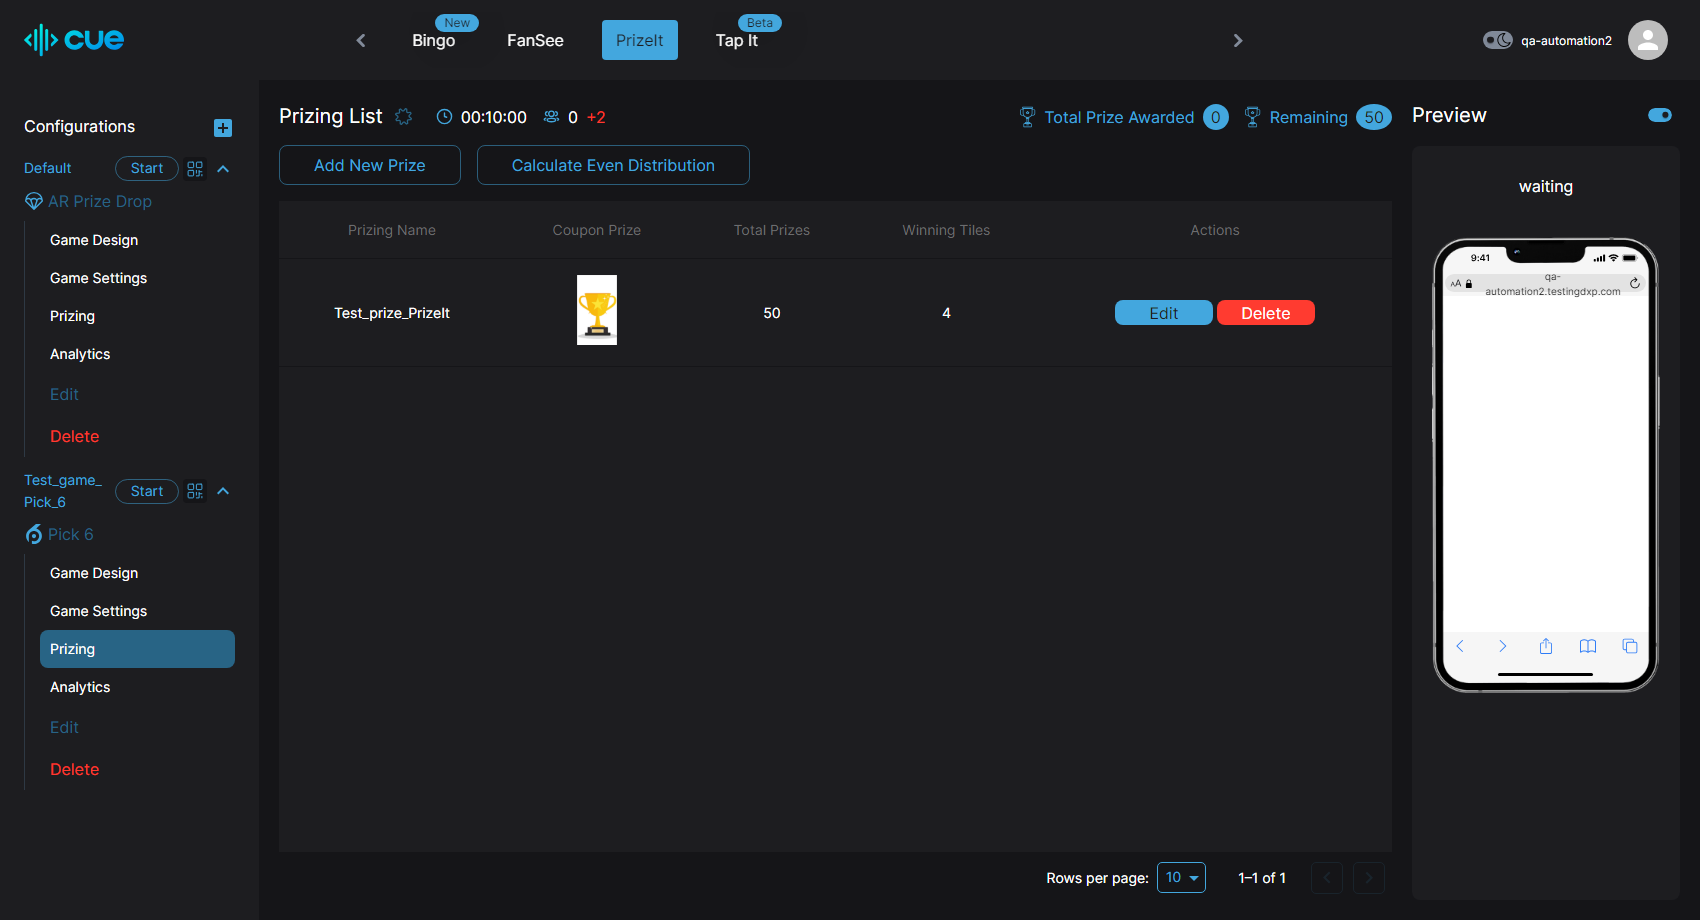 cue
New
Bingo
FanSee
PrizeIt
Beta
Tap It
qa-automation2
Configurations
Default
Start
AR Prize Drop
Game Design
Game Settings
Prizing
Analytics
Edit
Delete
Test_game_
Pick_6
Start
Pick 6
Game Design
Game Settings
Prizing
Analytics
Edit
Delete
Prizing List
00:10:00
0 +2
Total Prize Awarded 0
Remaining 50
Add New Prize
Calculate Even Distribution
Prizing Name
Coupon Prize
Total Prizes
Winning Tiles
Actions
Test_prize_PrizeIt
50
4
Edit
Delete
Rows per page: 10
1–1 of 1
Preview
waiting
9:41
AA
qa-
automation2.testingdxp.com